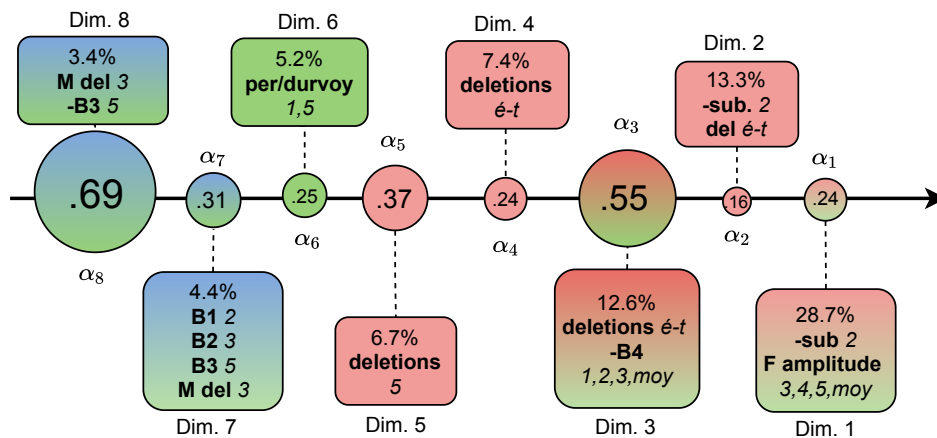 Dim. 8
3.4%
M del 3
-B3 5
α8
.69
α7
.31
4.4%
B1 2
B2 3
B3 5
M del 3
Dim. 7
Dim. 6
5.2%
per/durvoy
1,5
.25
α6
α5
.37
6.7%
deletions
5
Dim. 5
Dim. 4
7.4%
deletions
é-t
.24
α4
α3
.55
12.6%
deletions é-t
-B4
1,2,3,moy
Dim. 3
Dim. 2
13.3%
-sub. 2
del é-t
.16
α2
α1
.24
28.7%
-sub 2
F amplitude
3,4,5,moy
Dim. 1